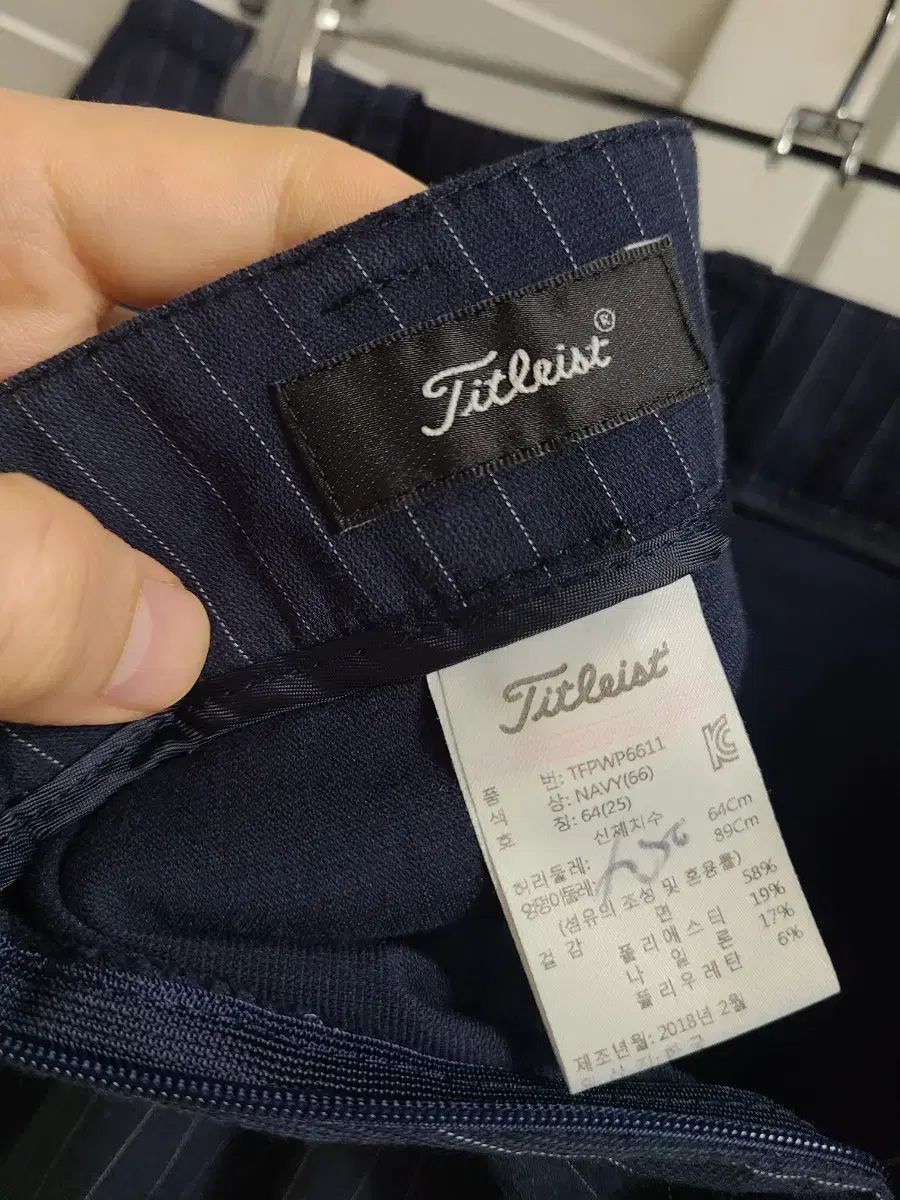 Titleist®
Titleist
품 번: TFPWP6611
색 상: NAVY(66)
호 칭: 64(25)
신체치수
허리둘레: 64Cm
엉덩이둘레: 89Cm
(섬유의 조성 및 혼용률)
겉감 면 58%
폴리에스터 19%
나일론 17%
폴리우레탄 6%
제조년월: 2018년 2월